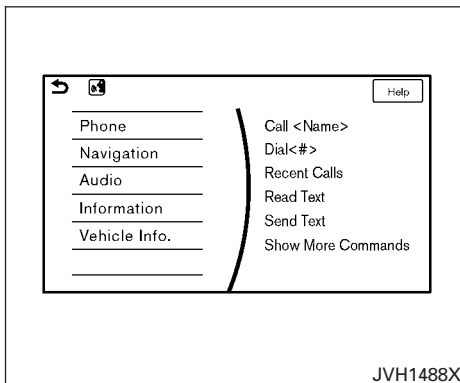 Help
Phone
Navigation
Audio
Information
Vehicle Info.
Call <Name>
Dial<#>
Recent Calls
Read Text
Send Text
Show More Commands
JVH1488X